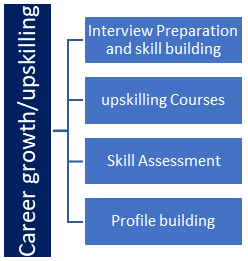 Career growth/upskilling
Interview Preparation
and skill building
upskilling Courses
Skill Assessment
Profile building